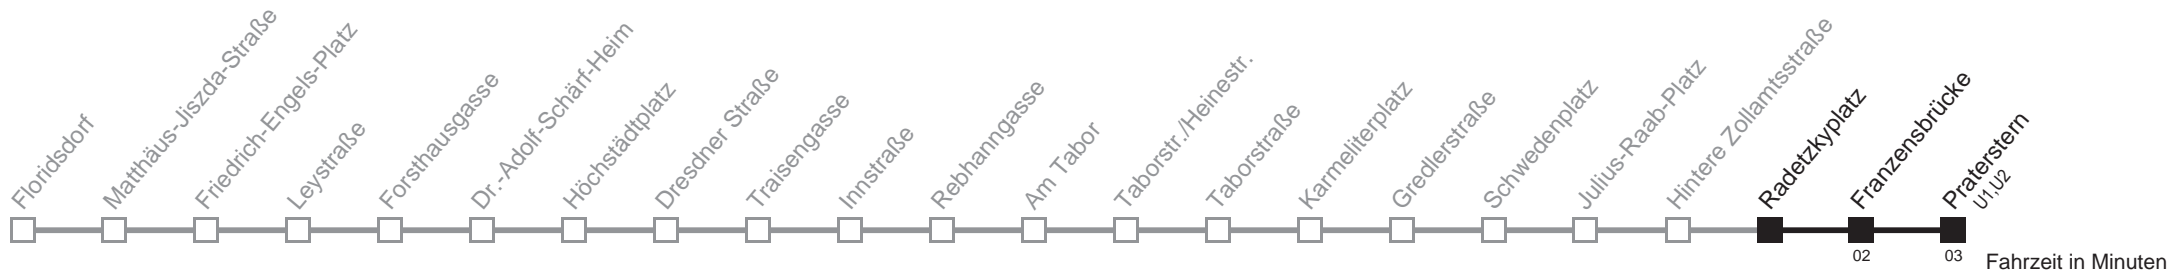 Floridsdorf
Matthäus-Jiszda-Straße
Friedrich-Engels-Platz
Leystraße
Forsthausgasse
Dr.-Adolf-Schärf-Heim
Höchstädtplatz
Dresdner Straße
Traisengasse
Innstraße
Rebhanngasse
Am Tabor
Taborstr./Heinestr.
Taborstraße
Karmeliterplatz
Gredlerstraße
Schwedenplatz
Julius-Raab-Platz
Hintere Zollamtsstraße
Radetzkyplatz
Franzensbrücke
Praterstern
U1,U2
02
03
Fahrzeit in Minuten